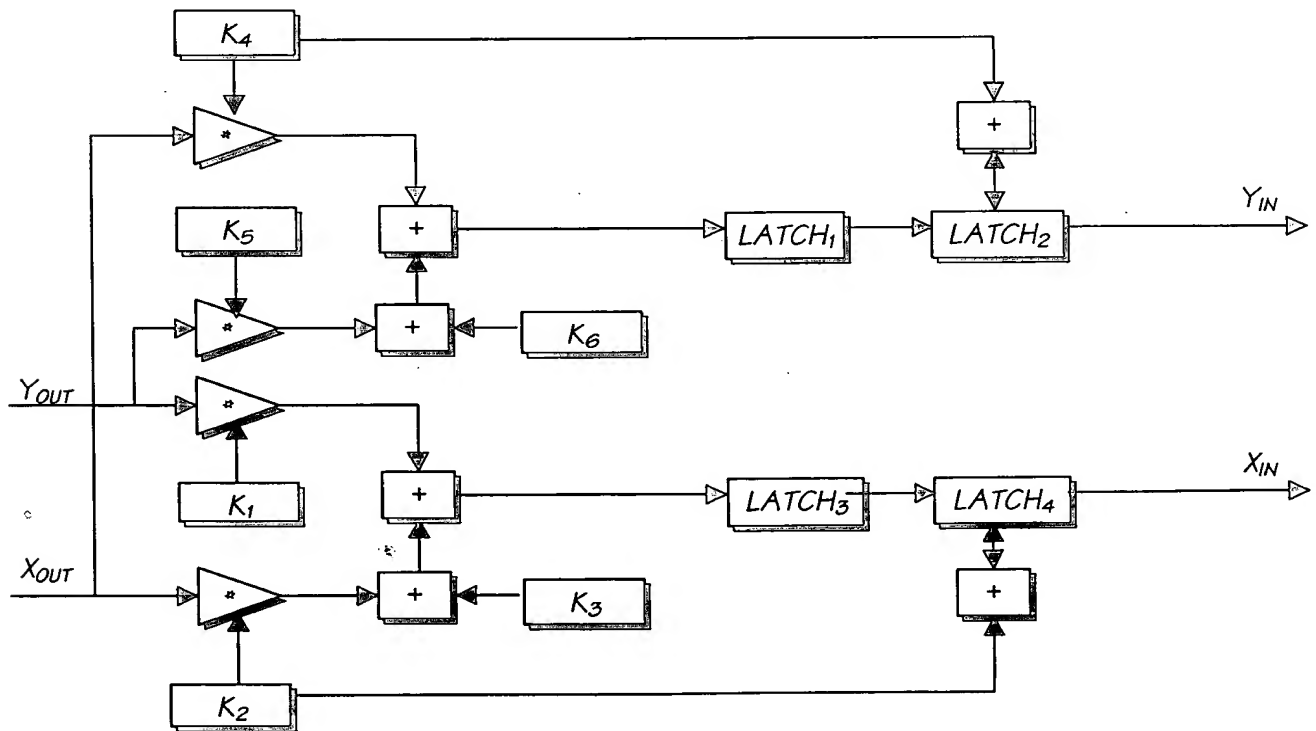 K4
*
+
K5
+
LATCH1
LATCH2
YIN
*
+
K6
YOUT
*
+
K1
LATCH3
LATCH4
XIN
XOUT
*
+
K3
+
K2